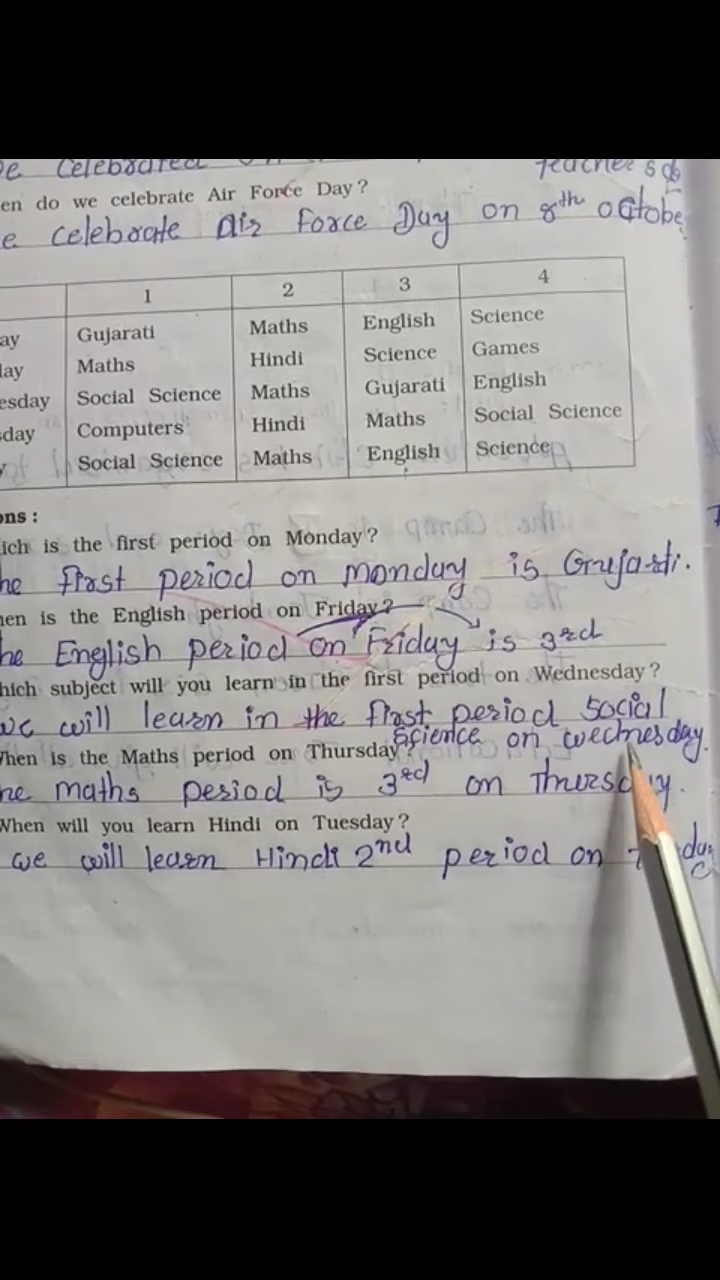 e celebrated
teacher's
en do we celebrate Air Force Day?
e celebrate Air Force Day on 8th october
1 2 3 4
ay Gujarati Maths English Science
lay Maths Hindi Science Games
esday Social Science Maths Gujarati English
sday Computers Hindi Maths Social Science
y Social Science Maths English Science
ons :
ich is the first period on Monday?
he first period on monday is Gujarati.
hen is the English period on Friday?
he English period on Friday is 3rd
hich subject will you learn in the first period on Wednesday?
we will learn in the first period social
science on wednesday.
When is the Maths period on Thursday?
he maths period is 3rd on thursday.
When will you learn Hindi on Tuesday?
we will learn Hindi 2nd period on